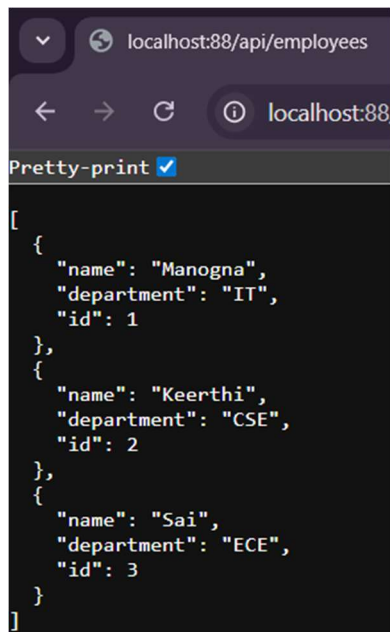 localhost:88/api/employees
localhost:88/
Pretty-print
[
  {
    "name": "Manogna",
    "department": "IT",
    "id": 1
  },
  {
    "name": "Keerthi",
    "department": "CSE",
    "id": 2
  },
  {
    "name": "Sai",
    "department": "ECE",
    "id": 3
  }
]